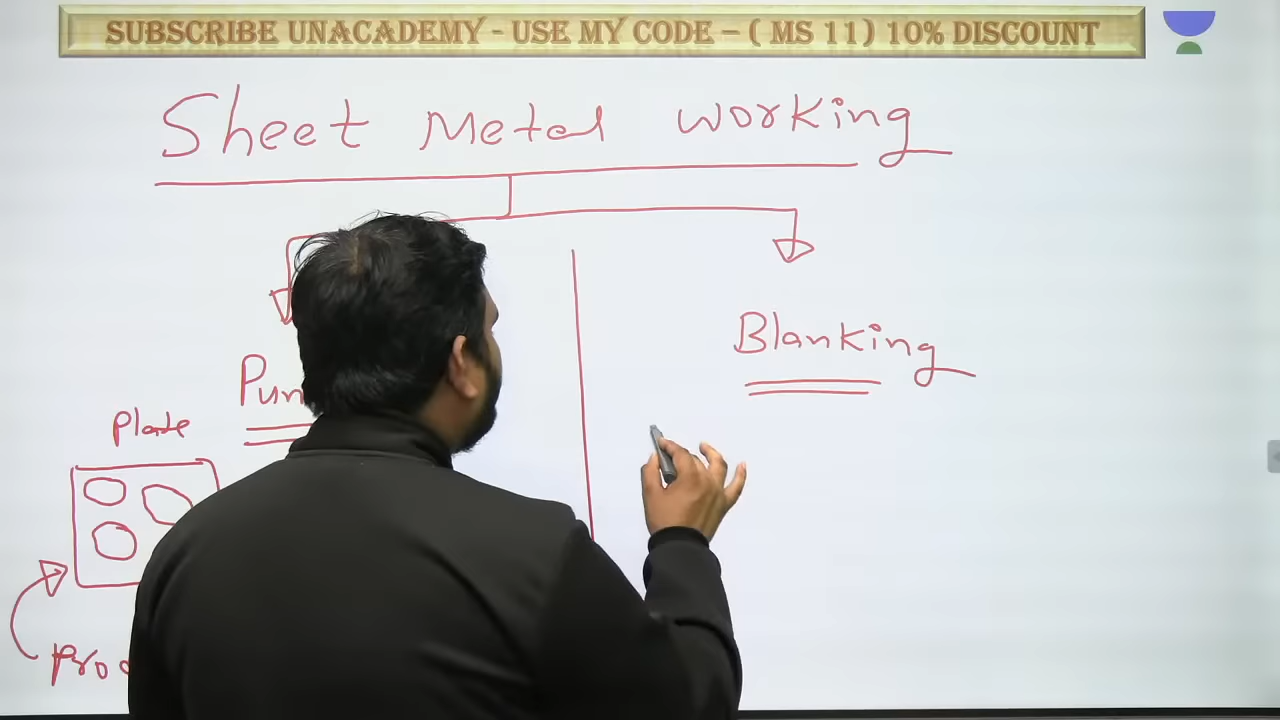 SUBSCRIBE UNACADEMY - USE MY CODE – ( MS 11) 10% DISCOUNT
Sheet Metal working
Blanking
Plate